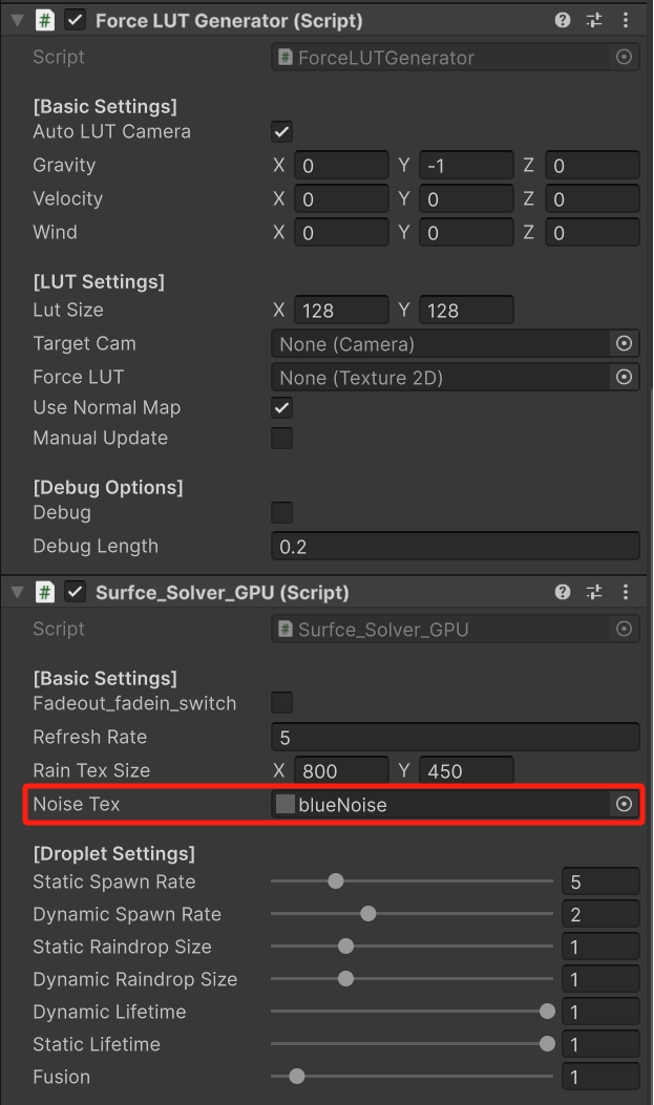 Force LUT Generator (Script)
Script ForceLUTGenerator
[Basic Settings]
Auto LUT Camera
Gravity X 0 Y -1 Z 0
Velocity X 0 Y 0 Z 0
Wind X 0 Y 0 Z 0
[LUT Settings]
Lut Size X 128 Y 128
Target Cam None (Camera)
Force LUT None (Texture 2D)
Use Normal Map
Manual Update
[Debug Options]
Debug
Debug Length 0.2
Surfce_Solver_GPU (Script)
Script Surfce_Solver_GPU
[Basic Settings]
Fadeout_fadein_switch
Refresh Rate 5
Rain Tex Size X 800 Y 450
Noise Tex blueNoise
[Droplet Settings]
Static Spawn Rate 5
Dynamic Spawn Rate 2
Static Raindrop Size 1
Dynamic Raindrop Size 1
Dynamic Lifetime 1
Static Lifetime 1
Fusion 1